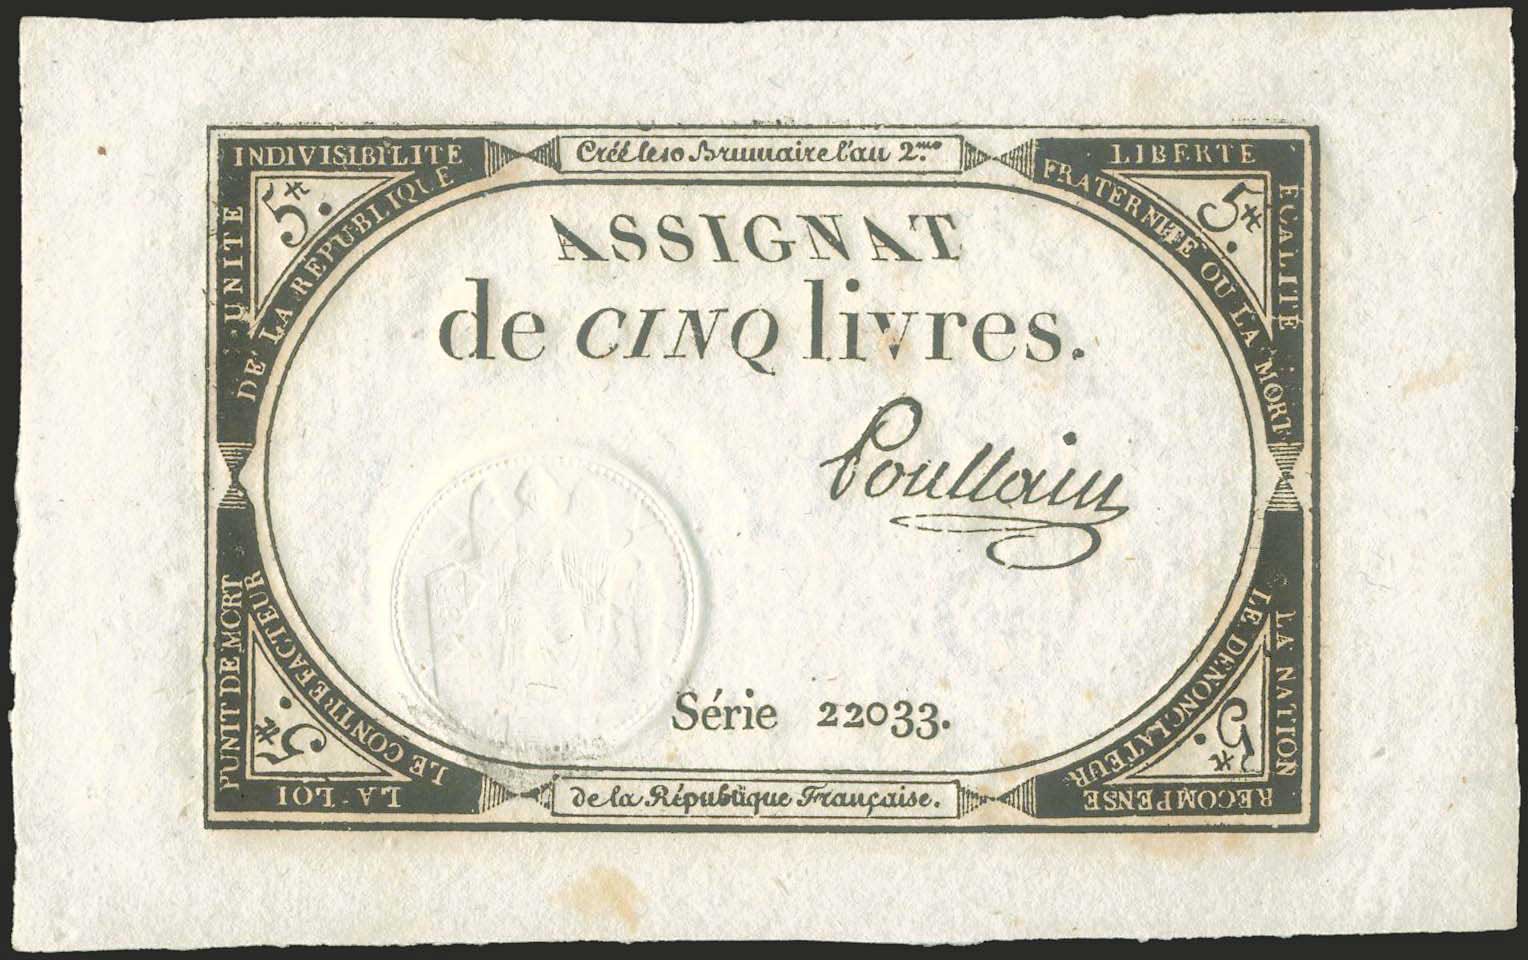 Créé le 10 Brumaire l'an 2.me
UNITE INDIVISIBILITE
DE LA REPUBLIQUE
5#.
LIBERTE EGALITE
FRATERNITE OU LA MORT
5#.
ASSIGNAT
de CINQ livres.
Poullain
Série 22033.
LA LOI PUNIT DE MORT
LE CONTREFACTEUR
5#.
LA NATION RECOMPENSE
LE DENONCIATEUR
5#.
de la République Française.